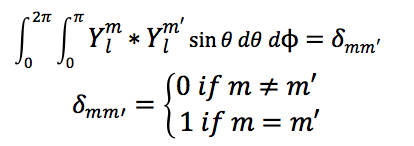 ∫₀^{2π} ∫₀^{π} Y_l^m * Y_l^{m'} sin θ dθ dϕ = δ_{mm'}
δ_{mm'} = {0 if m ≠ m'
1 if m = m'